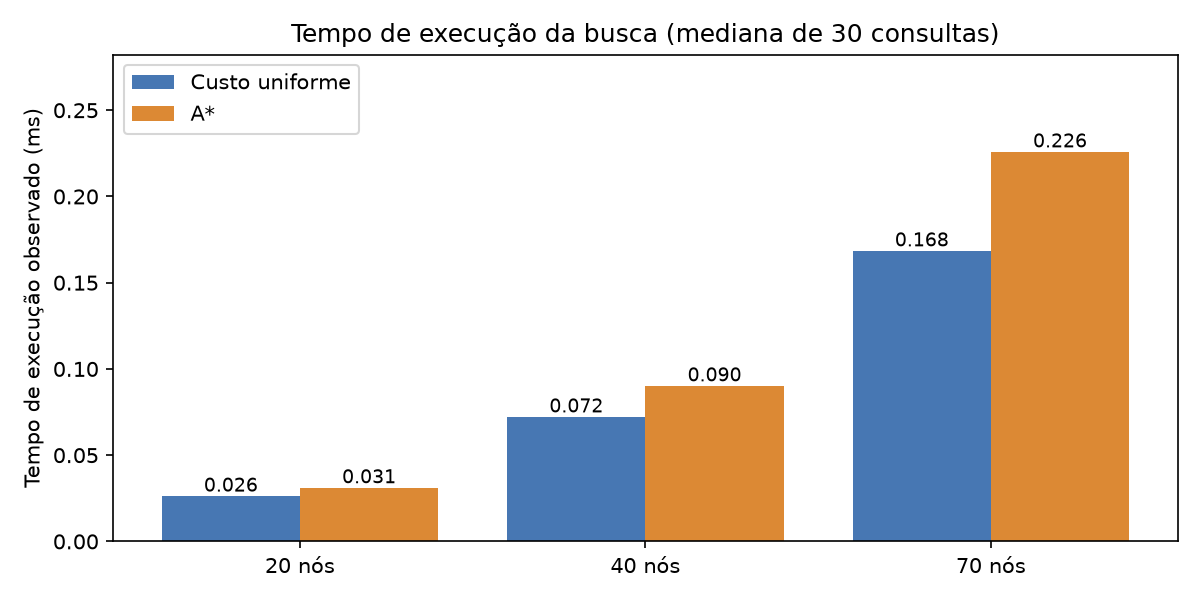 Tempo de execução da busca (mediana de 30 consultas)
Custo uniforme
A*
Tempo de execução observado (ms)
0.25
0.20
0.15
0.10
0.05
0.00
0.026
0.031
0.072
0.090
0.168
0.226
20 nós
40 nós
70 nós